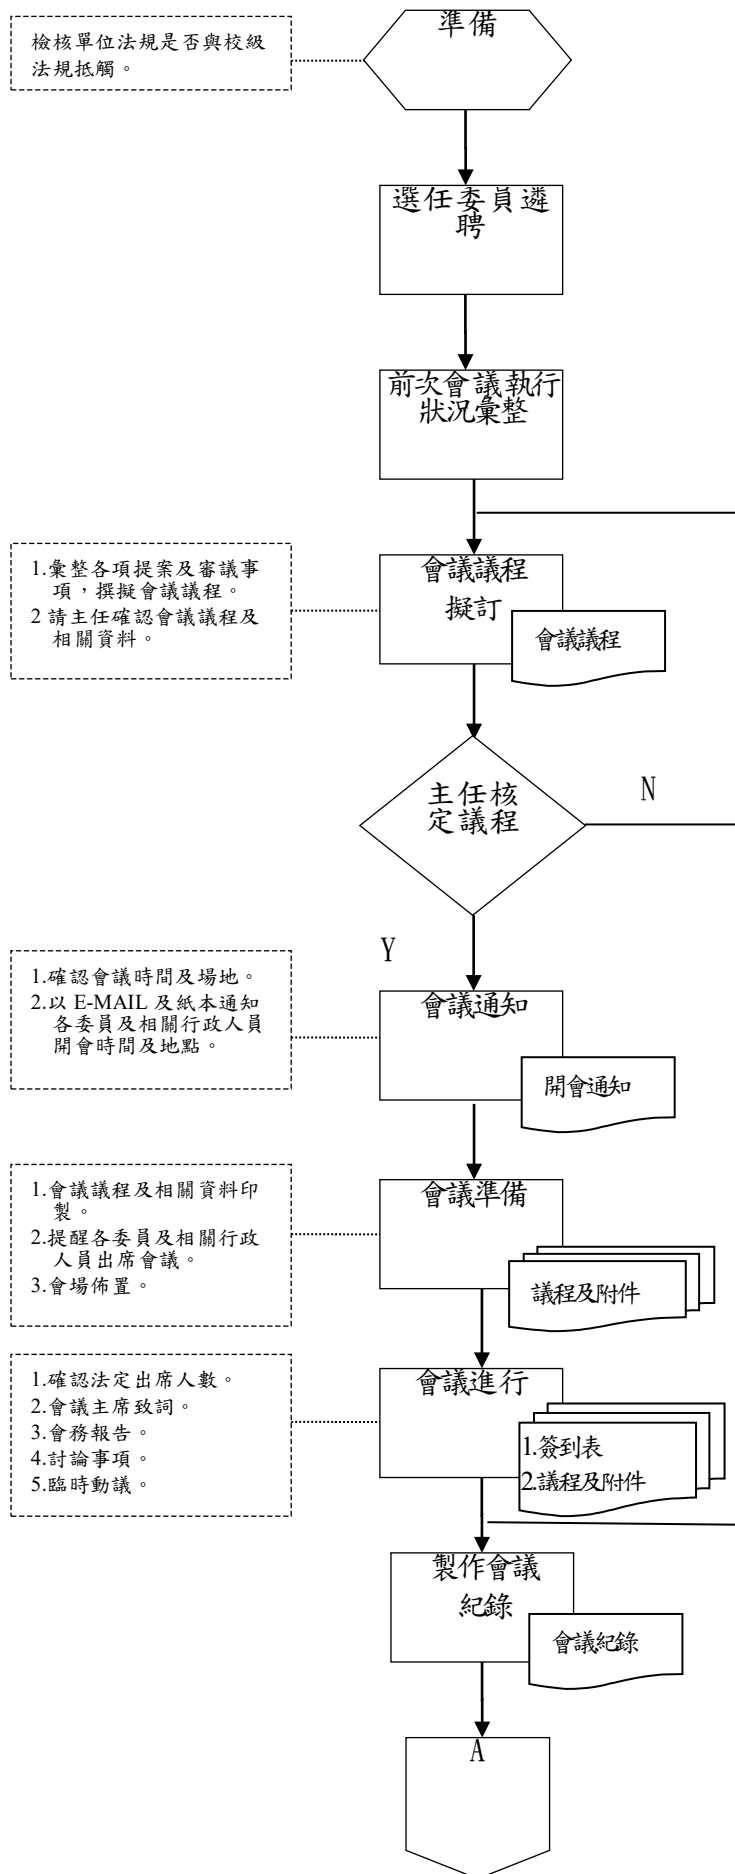 準備
檢核單位法規是否與校級
法規抵觸。
選任委員遴
聘
前次會議執行
狀況彙整
1.彙整各項提案及審議事
項，撰擬會議議程。
2 請主任確認會議議程及
相關資料。
會議議程
擬訂
會議議程
主任核
定議程
N
Y
1.確認會議時間及場地。
2.以 E-MAIL 及紙本通知
各委員及相關行政人員
開會時間及地點。
會議通知
開會通知
1.會議議程及相關資料印
製。
2.提醒各委員及相關行政
人員出席會議。
3.會場佈置。
會議準備
議程及附件
1.確認法定出席人數。
2.會議主席致詞。
3.會務報告。
4.討論事項。
5.臨時動議。
會議進行
1.簽到表
2.議程及附件
製作會議
紀錄
會議紀錄
A